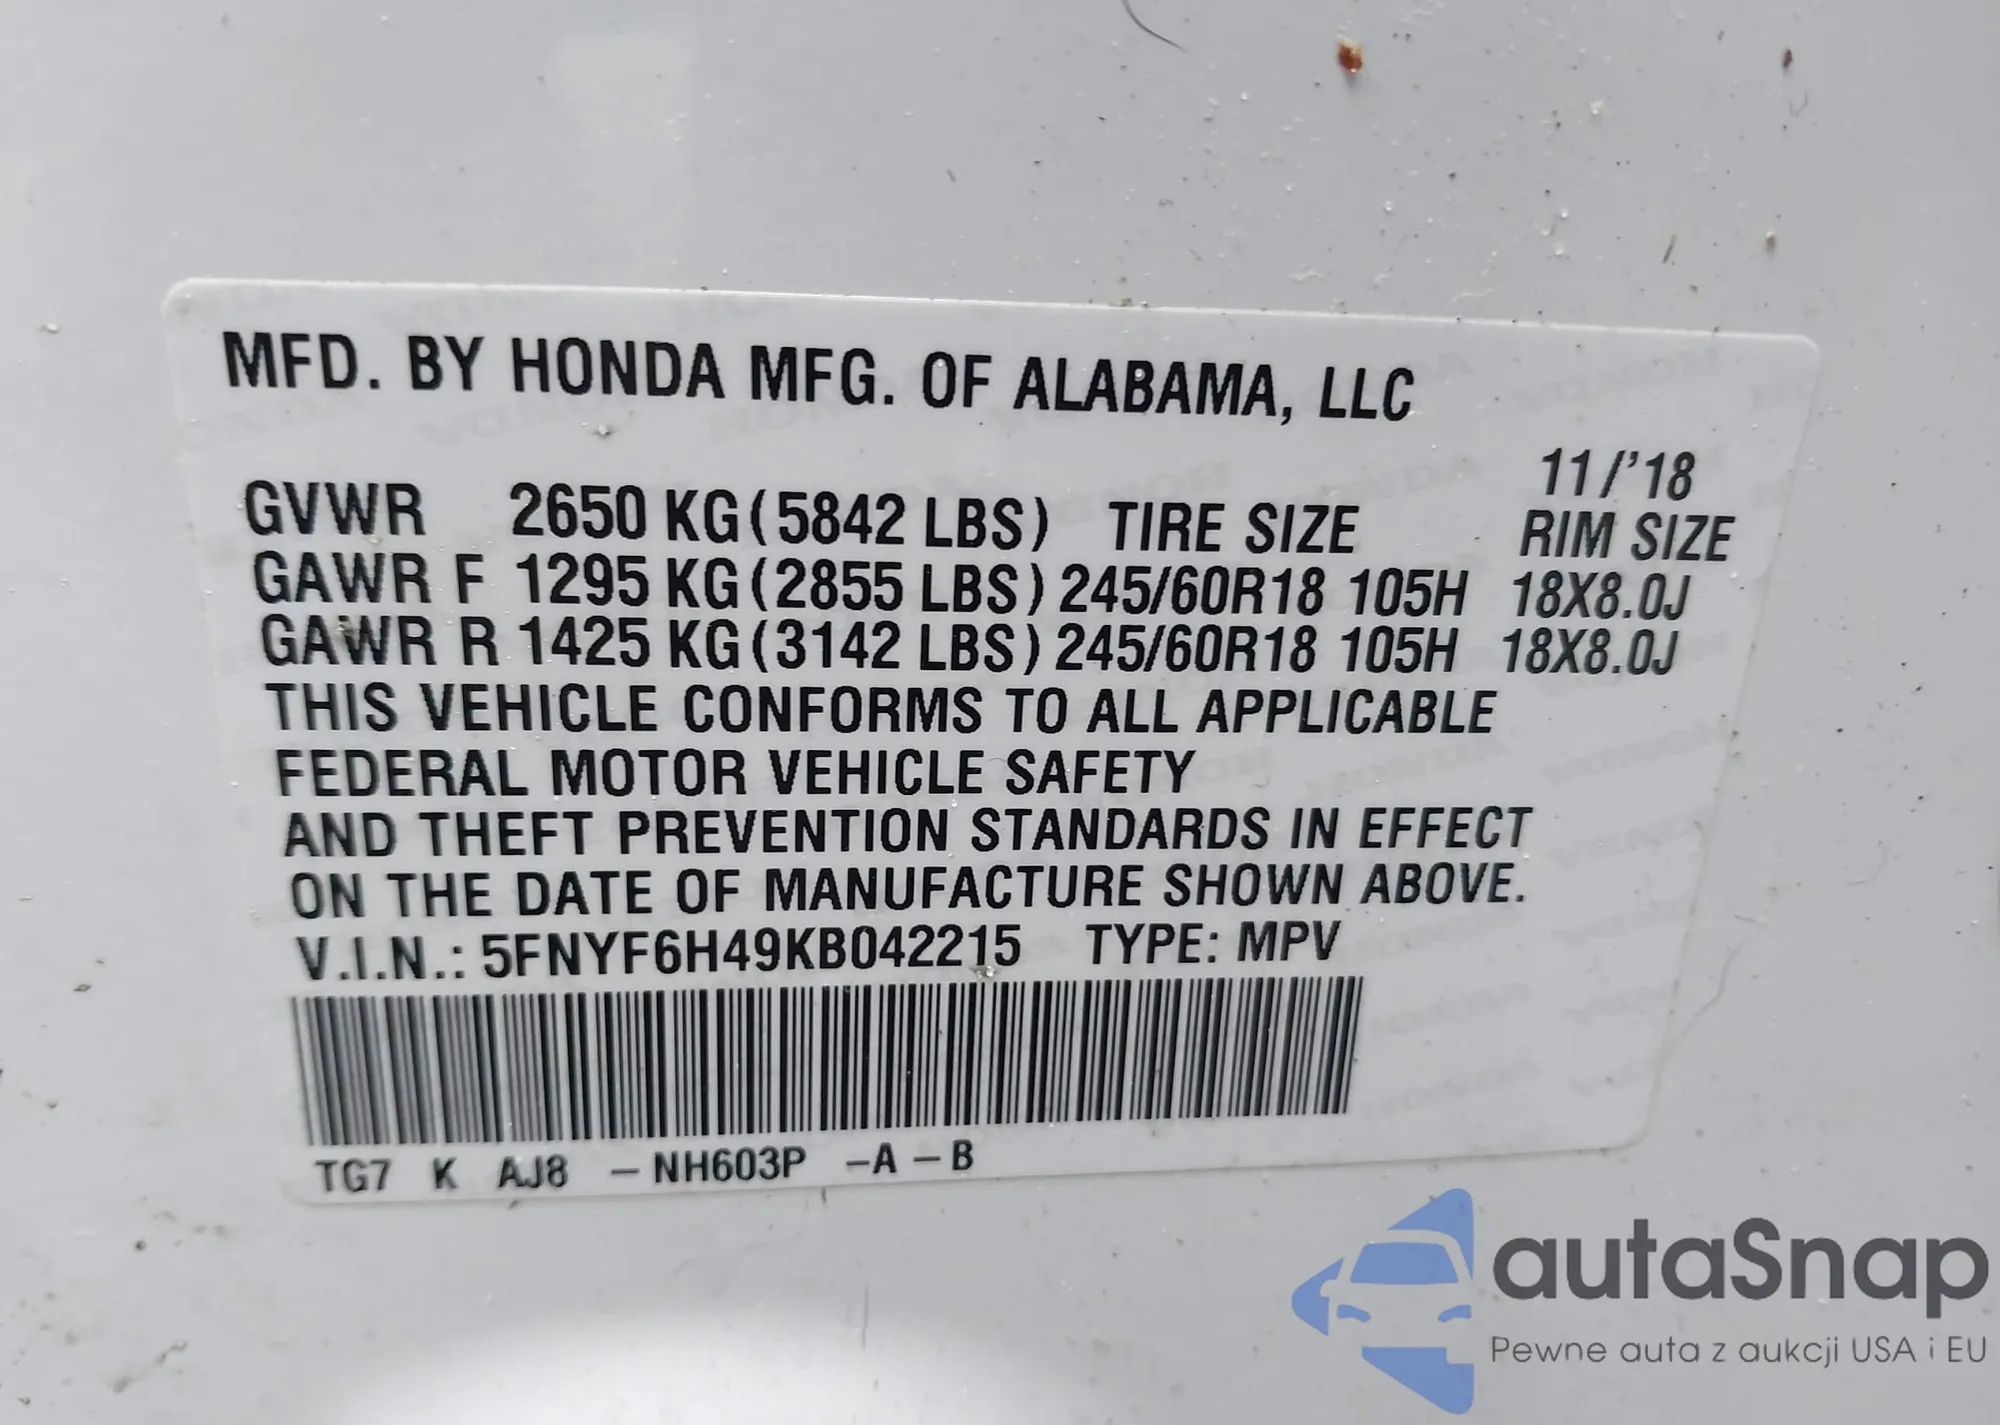 MFD. BY HONDA MFG. OF ALABAMA, LLC
11/'18
GVWR 2650 KG (5842 LBS) TIRE SIZE RIM SIZE
GAWR F 1295 KG (2855 LBS) 245/60R18 105H 18X8.0J
GAWR R 1425 KG (3142 LBS) 245/60R18 105H 18X8.0J
THIS VEHICLE CONFORMS TO ALL APPLICABLE
FEDERAL MOTOR VEHICLE SAFETY
AND THEFT PREVENTION STANDARDS IN EFFECT
ON THE DATE OF MANUFACTURE SHOWN ABOVE.
V.I.N.: 5FNYF6H49KB042215 TYPE: MPV
TG7 K AJ8 – NH603P –A – B
autaSnap
Pewne auta z aukcji USA i EU